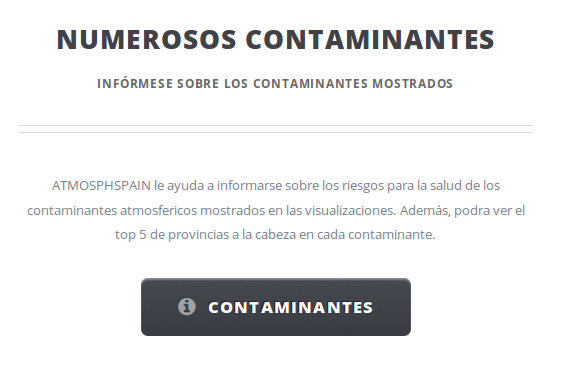 NUMEROSOS CONTAMINANTES
INFÓRMESE SOBRE LOS CONTAMINANTES MOSTRADOS
ATMOSPHSPAIN le ayuda a informarse sobre los riesgos para la salud de los
contaminantes atmosfericos mostrados en las visualizaciones. Además, podra ver el
top 5 de provincias a la cabeza en cada contaminante.
CONTAMINANTES